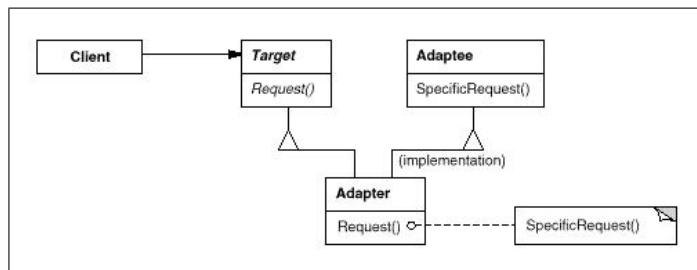 Client
Target
Request()
Adaptee
SpecificRequest()
(implementation)
Adapter
Request()
SpecificRequest()